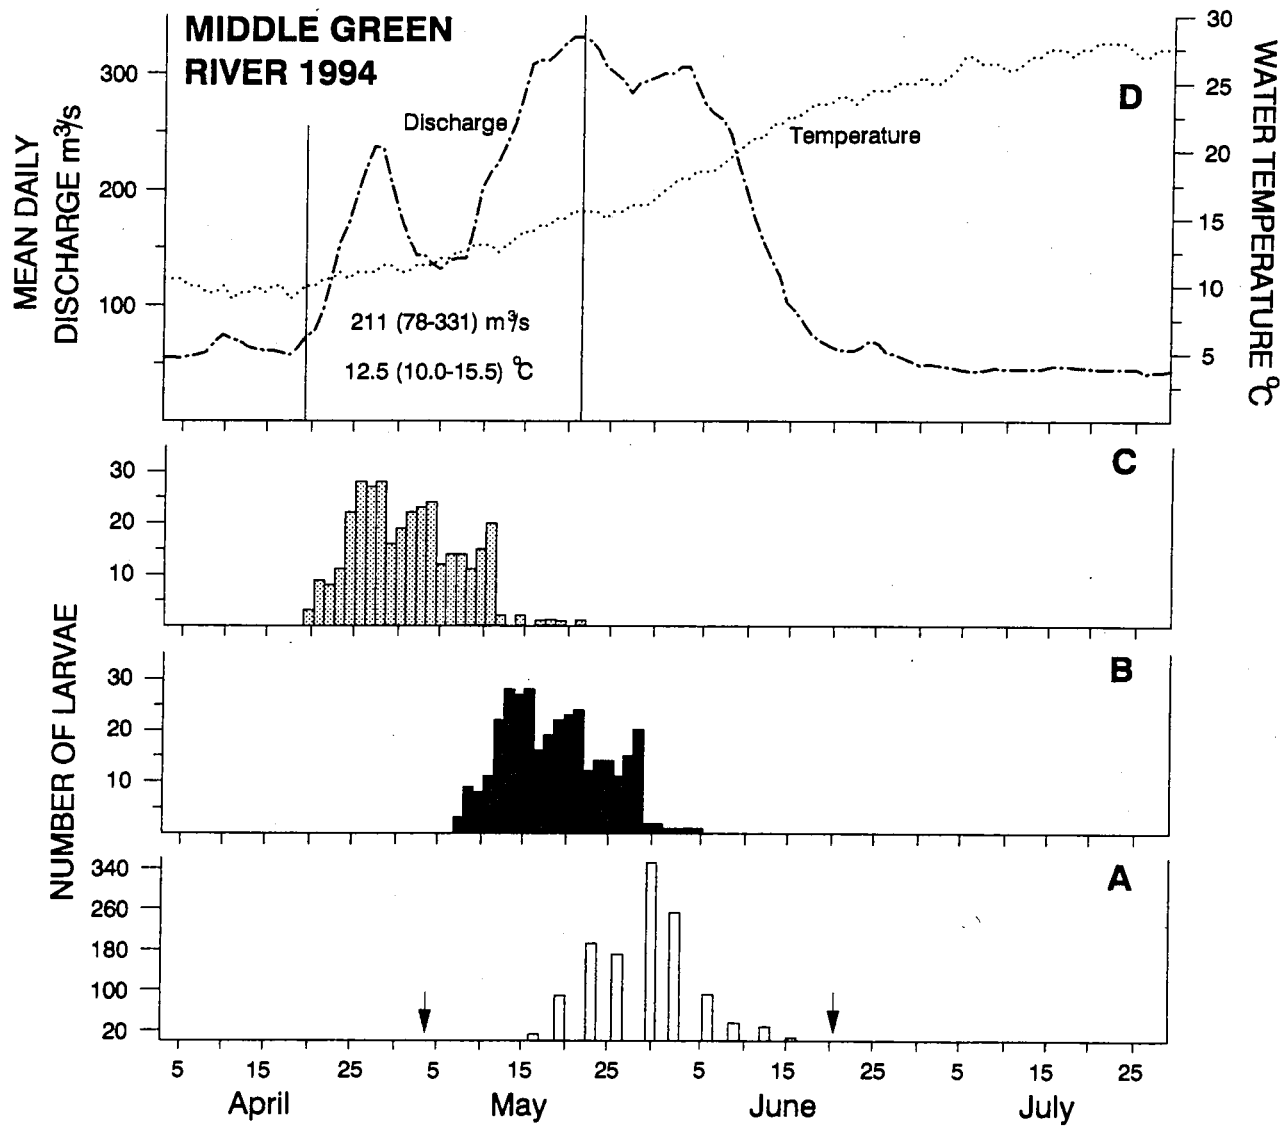 MIDDLE GREEN
RIVER 1994
D
MEAN DAILY
DISCHARGE m³/s
300
200
100
Discharge
Temperature
211 (78-331) m³/s
12.5 (10.0-15.5) °C
30
25
20
15
10
5
WATER TEMPERATURE °C
C
30
20
10
NUMBER OF LARVAE
B
30
20
10
A
340
260
180
100
20
5 15 25 5 15 25 5 15 25 5 15 25
April May June July